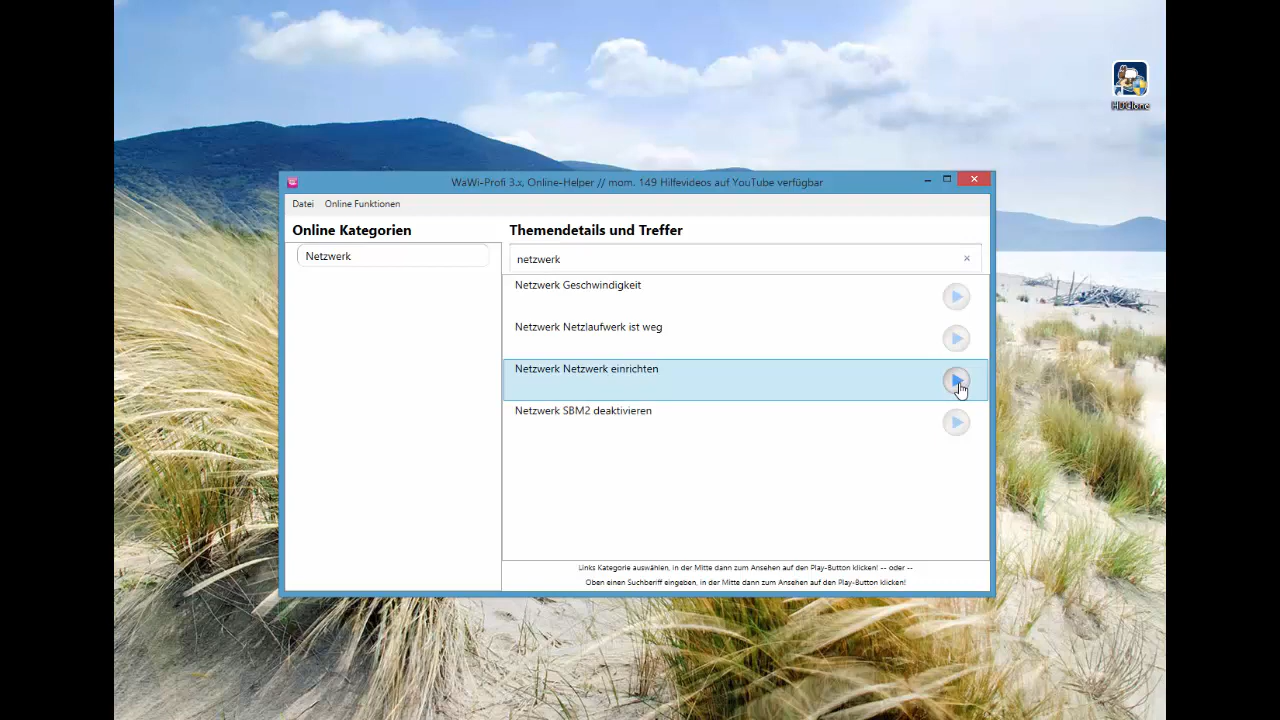 HDClone
WaWi-Profi 3.x, Online-Helper // mom. 149 Hilfevideos auf YouTube verfügbar
Datei Online Funktionen
Online Kategorien
Netzwerk
Themendetails und Treffer
netzwerk
Netzwerk Geschwindigkeit
Netzwerk Netzlaufwerk ist weg
Netzwerk Netzwerk einrichten
Netzwerk SBM2 deaktivieren
Links Kategorie auswählen, in der Mitte dann zum Ansehen auf den Play-Button klicken! -- oder --
Oben einen Suchberiff eingeben, in der Mitte dann zum Ansehen auf den Play-Button klicken!